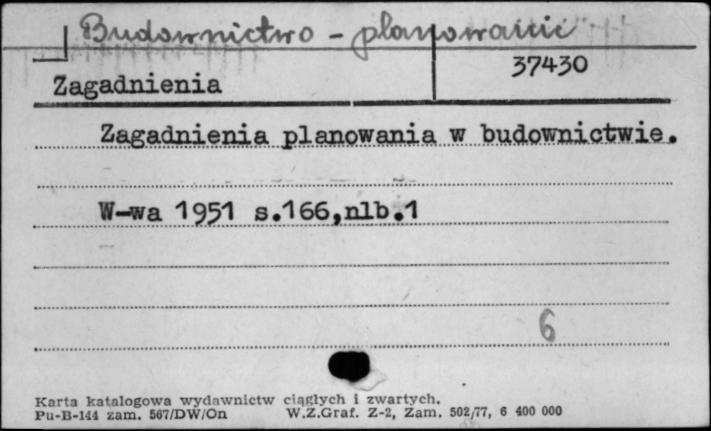 Budownictwo - planowanie
37430
Zagadnienia
Zagadnienia planowania w budownictwie.
W-wa 1951 s.166,nlb.1
6
Karta katalogowa wydawnictw ciągłych i zwartych.
Pu-B-144 zam. 567/DW/On W.Z.Graf. Z-2, Zam. 502/77, 6 400 000